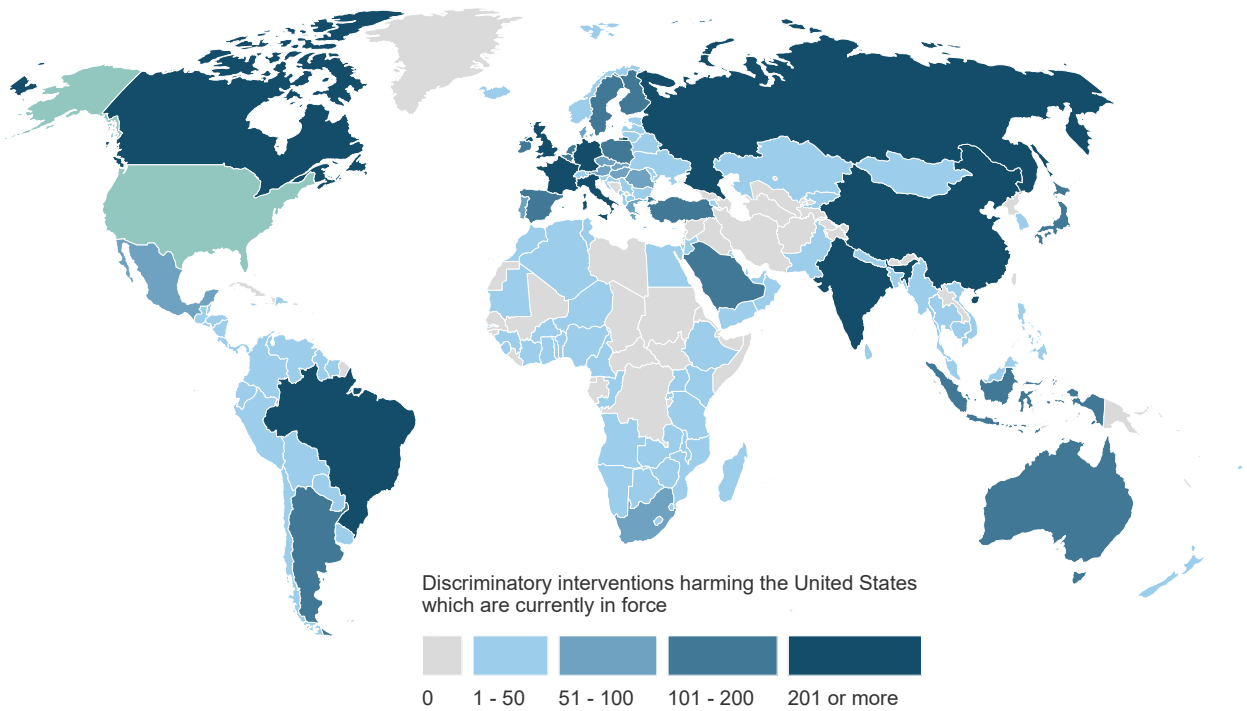 Discriminatory interventions harming the United States
which are currently in force
0 1 - 50 51 - 100 101 - 200 201 or more